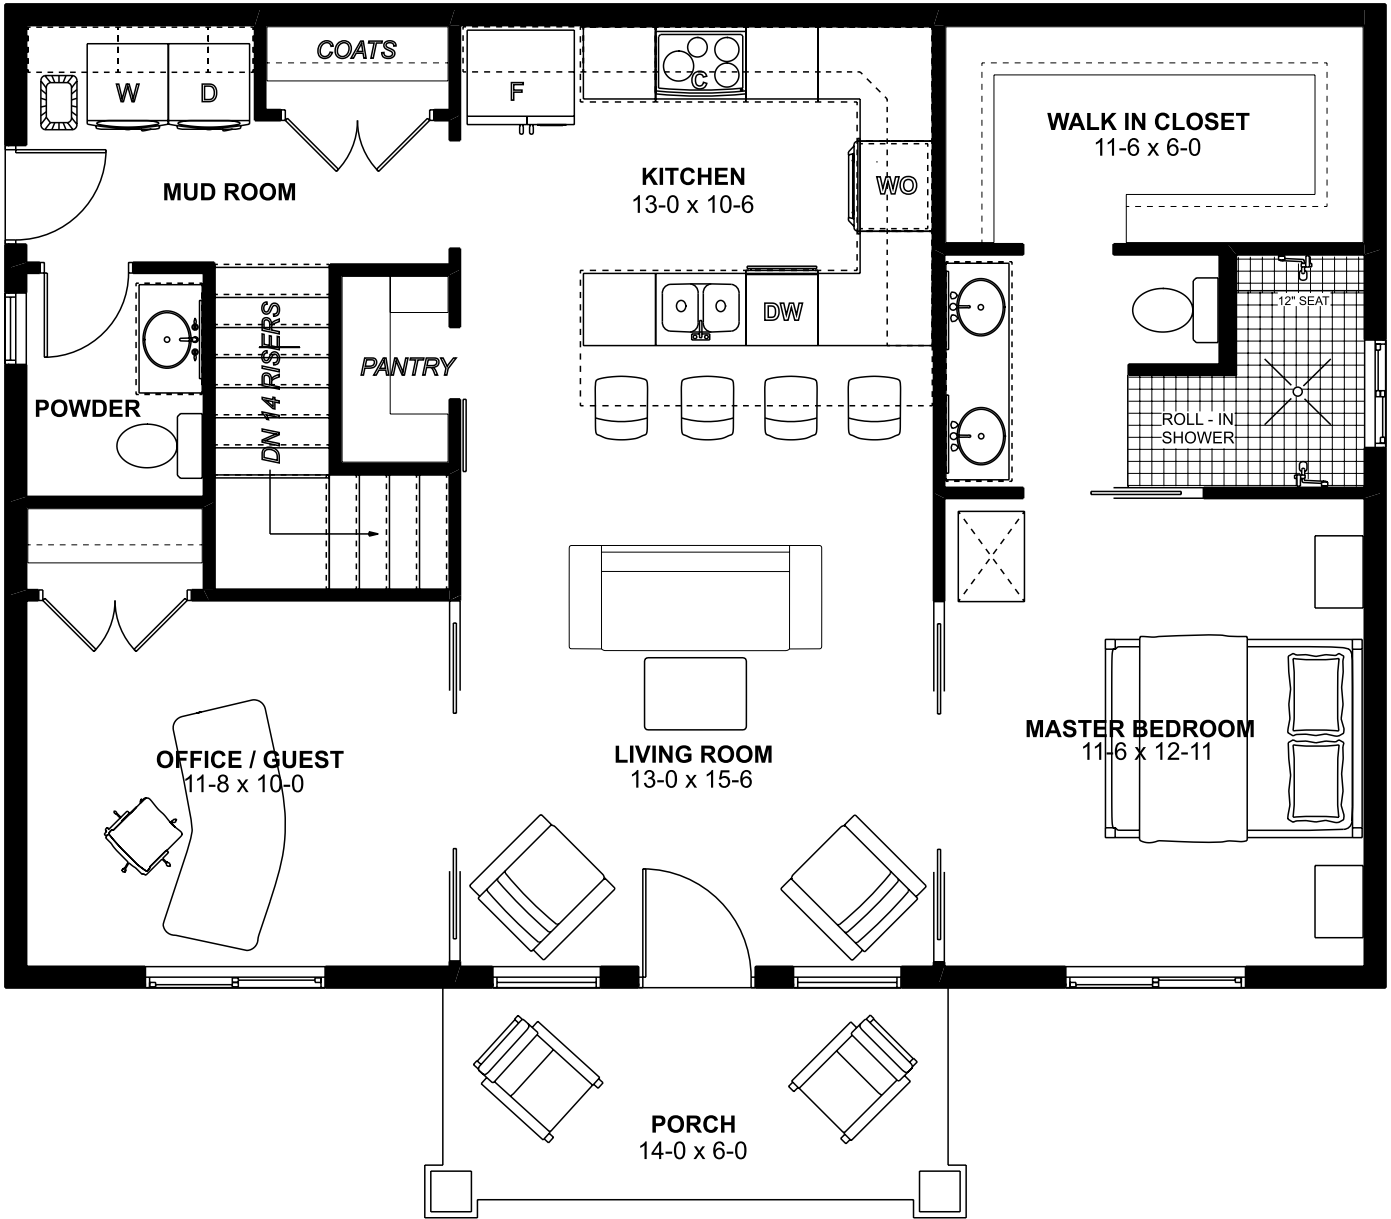 COATS
W
D
F
C
WALK IN CLOSET
11-6 x 6-0
MUD ROOM
KITCHEN
13-0 x 10-6
WO
12" SEAT
DW
DN 14 RISERS
PANTRY
POWDER
ROLL - IN
SHOWER
MASTER BEDROOM
11-6 x 12-11
OFFICE / GUEST
11-8 x 10-0
LIVING ROOM
13-0 x 15-6
PORCH
14-0 x 6-0